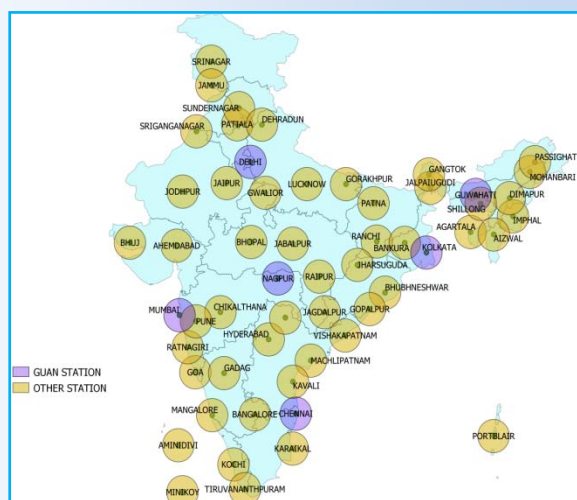 SRINAGAR
JAMMU
SUNDERNAGAR
PATIALA
DEHRADUN
SRIGANGANAGAR
DELHI
GANGTOK
PASSIGHAT
MOHANBARI
JODHPUR
JAIPUR
GWALIOR
LUCKNOW
GORAKHPUR
JALPAIUGUDI
GUWAHATI
DIMAPUR
PATNA
SHILLONG
IMPHAL
BHUJ
AHEMDABAD
BHOPAL
JABALPUR
RANCHI
BANKURA
KOLKATA
AGARTALA
AIZWAL
NAGPUR
RAIPUR
JHARSUGUDA
BHUBHNESHWAR
MUMBAI
PUNE
CHIKALTHANA
JAGDALPUR
GOPALPUR
HYDERABAD
VISHAKAPATNAM
RATNAGIRI
MACHLIPATNAM
GOA
GADAG
KAVALI
GUAN STATION
OTHER STATION
MANGALORE
BANGALORE
CHENNAI
AMINIDIVI
KARAIKAL
PORTBLAIR
KOCHI
MINIKOY
TIRUVANANTHPURAM